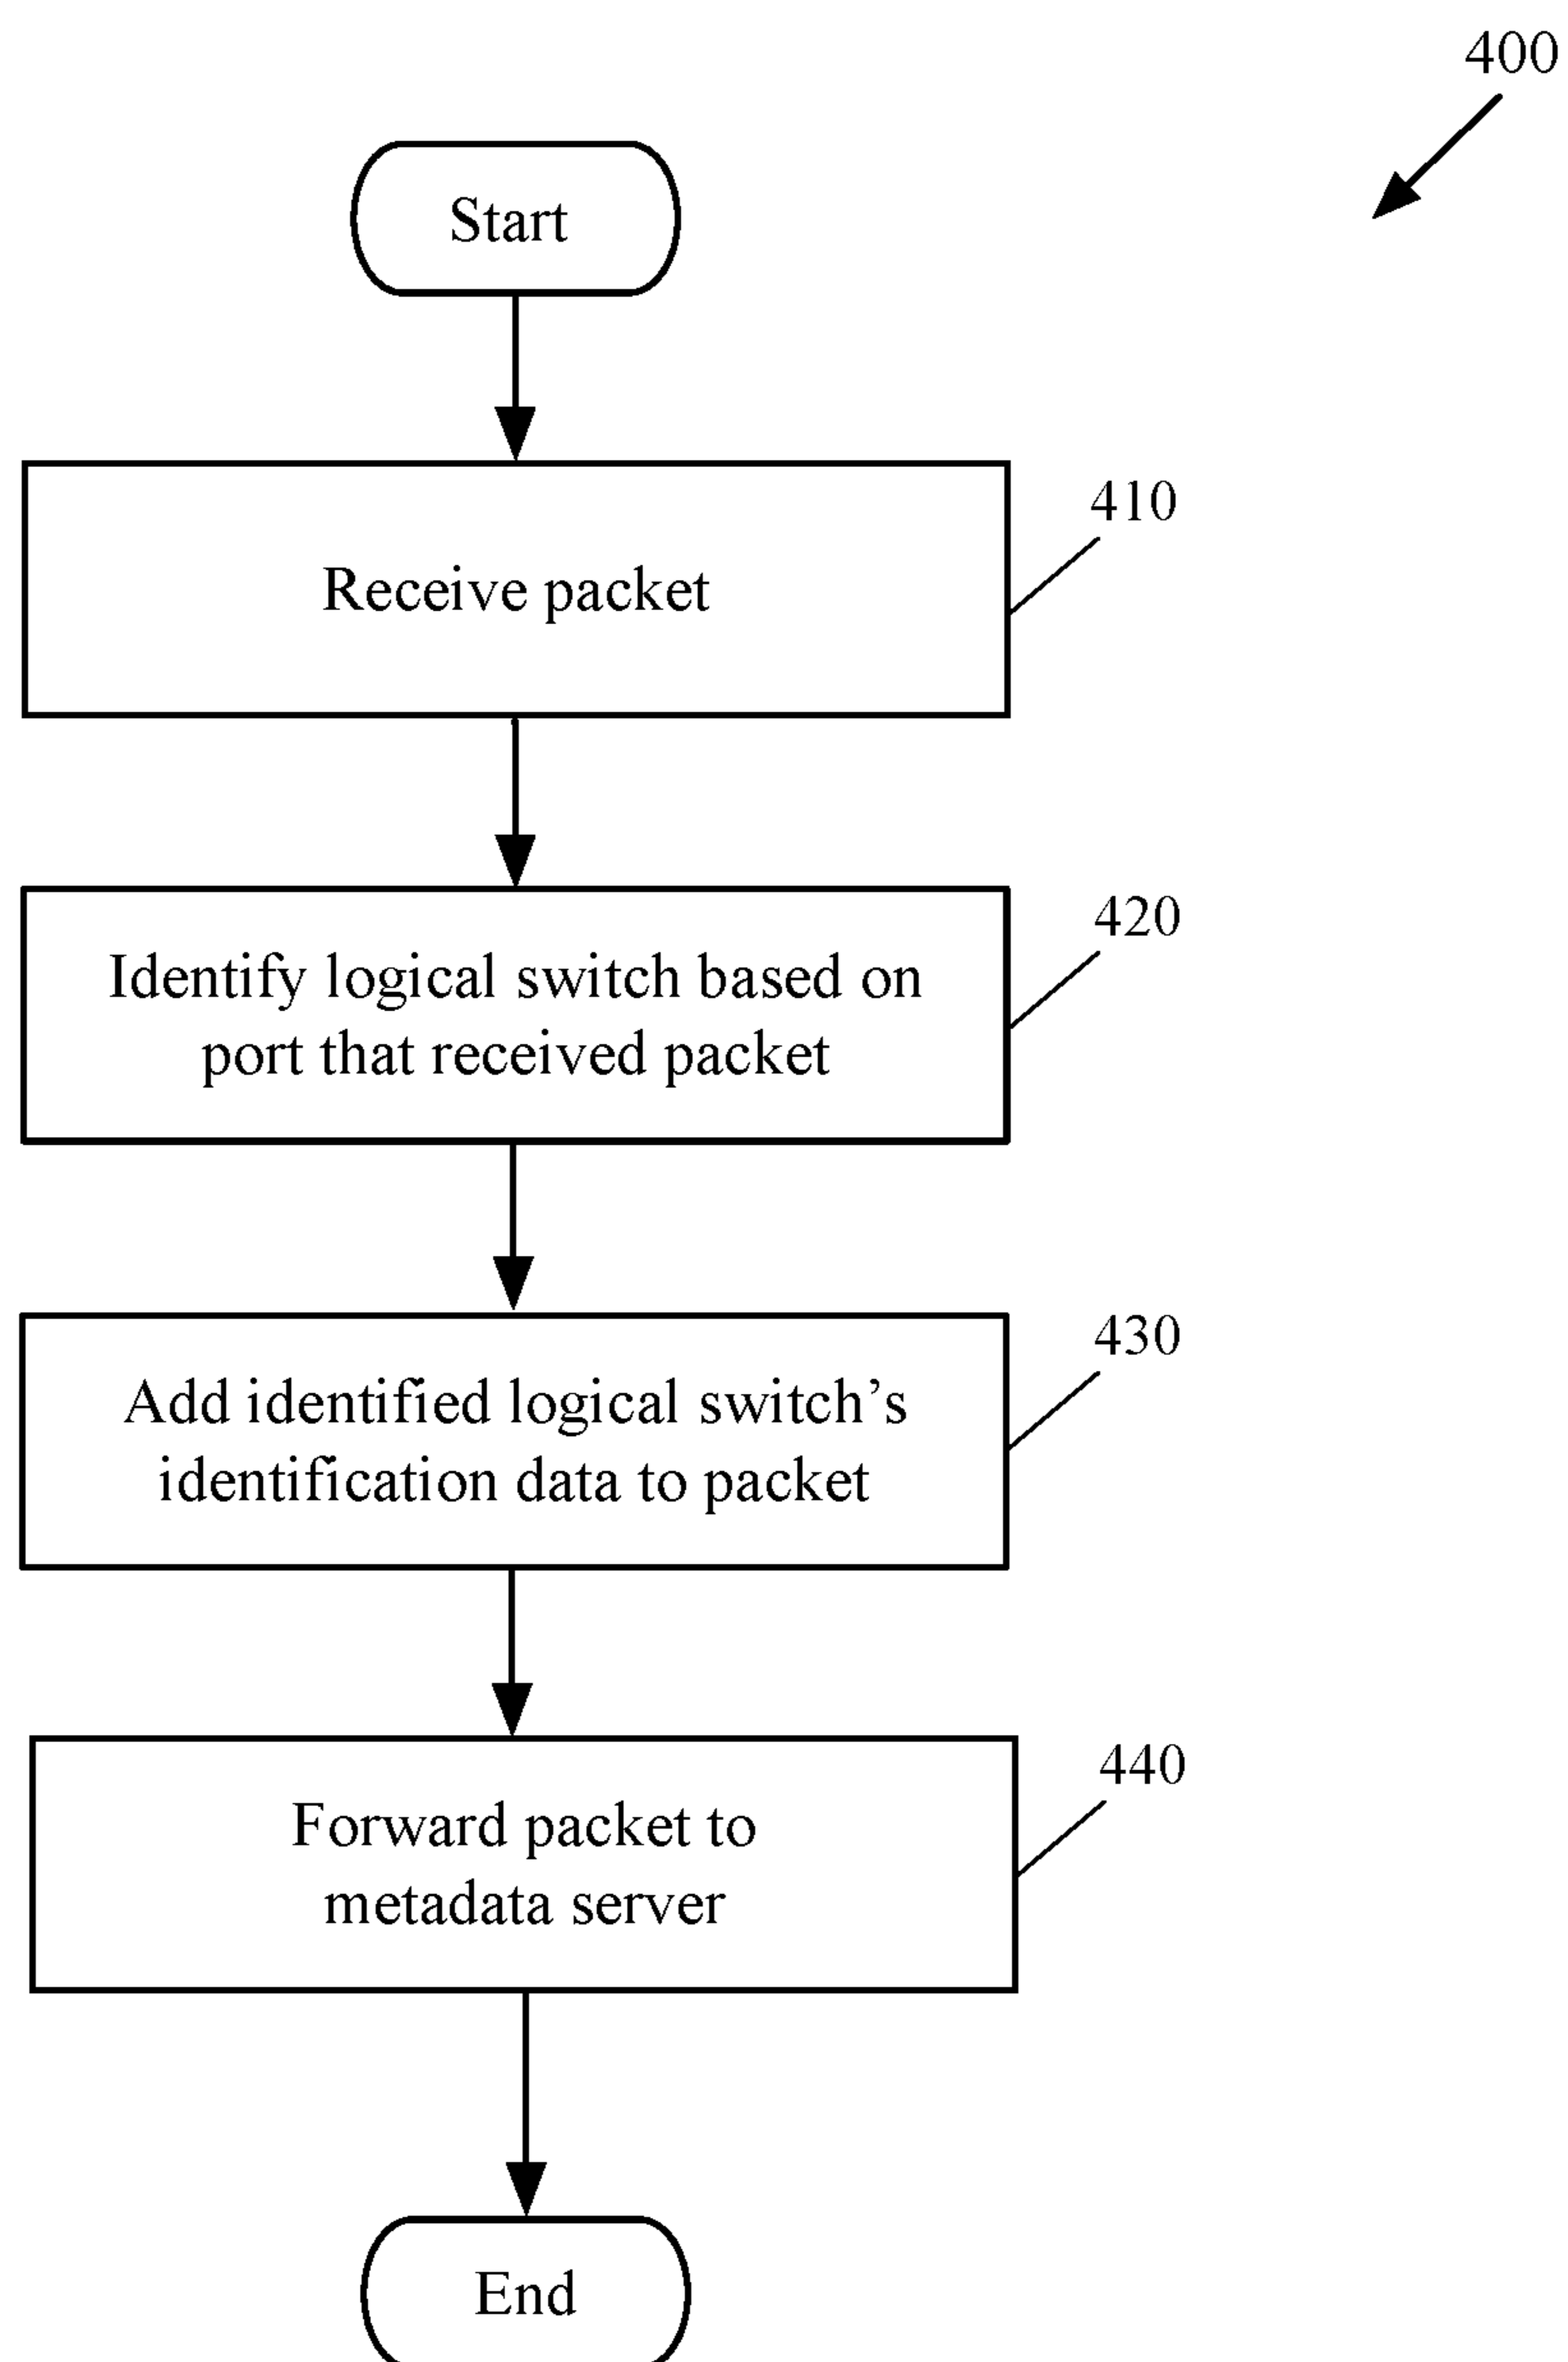 400
Start
410
Receive packet
420
Identify logical switch based on
port that received packet
430
Add identified logical switch’s
identification data to packet
440
Forward packet to
metadata server
End